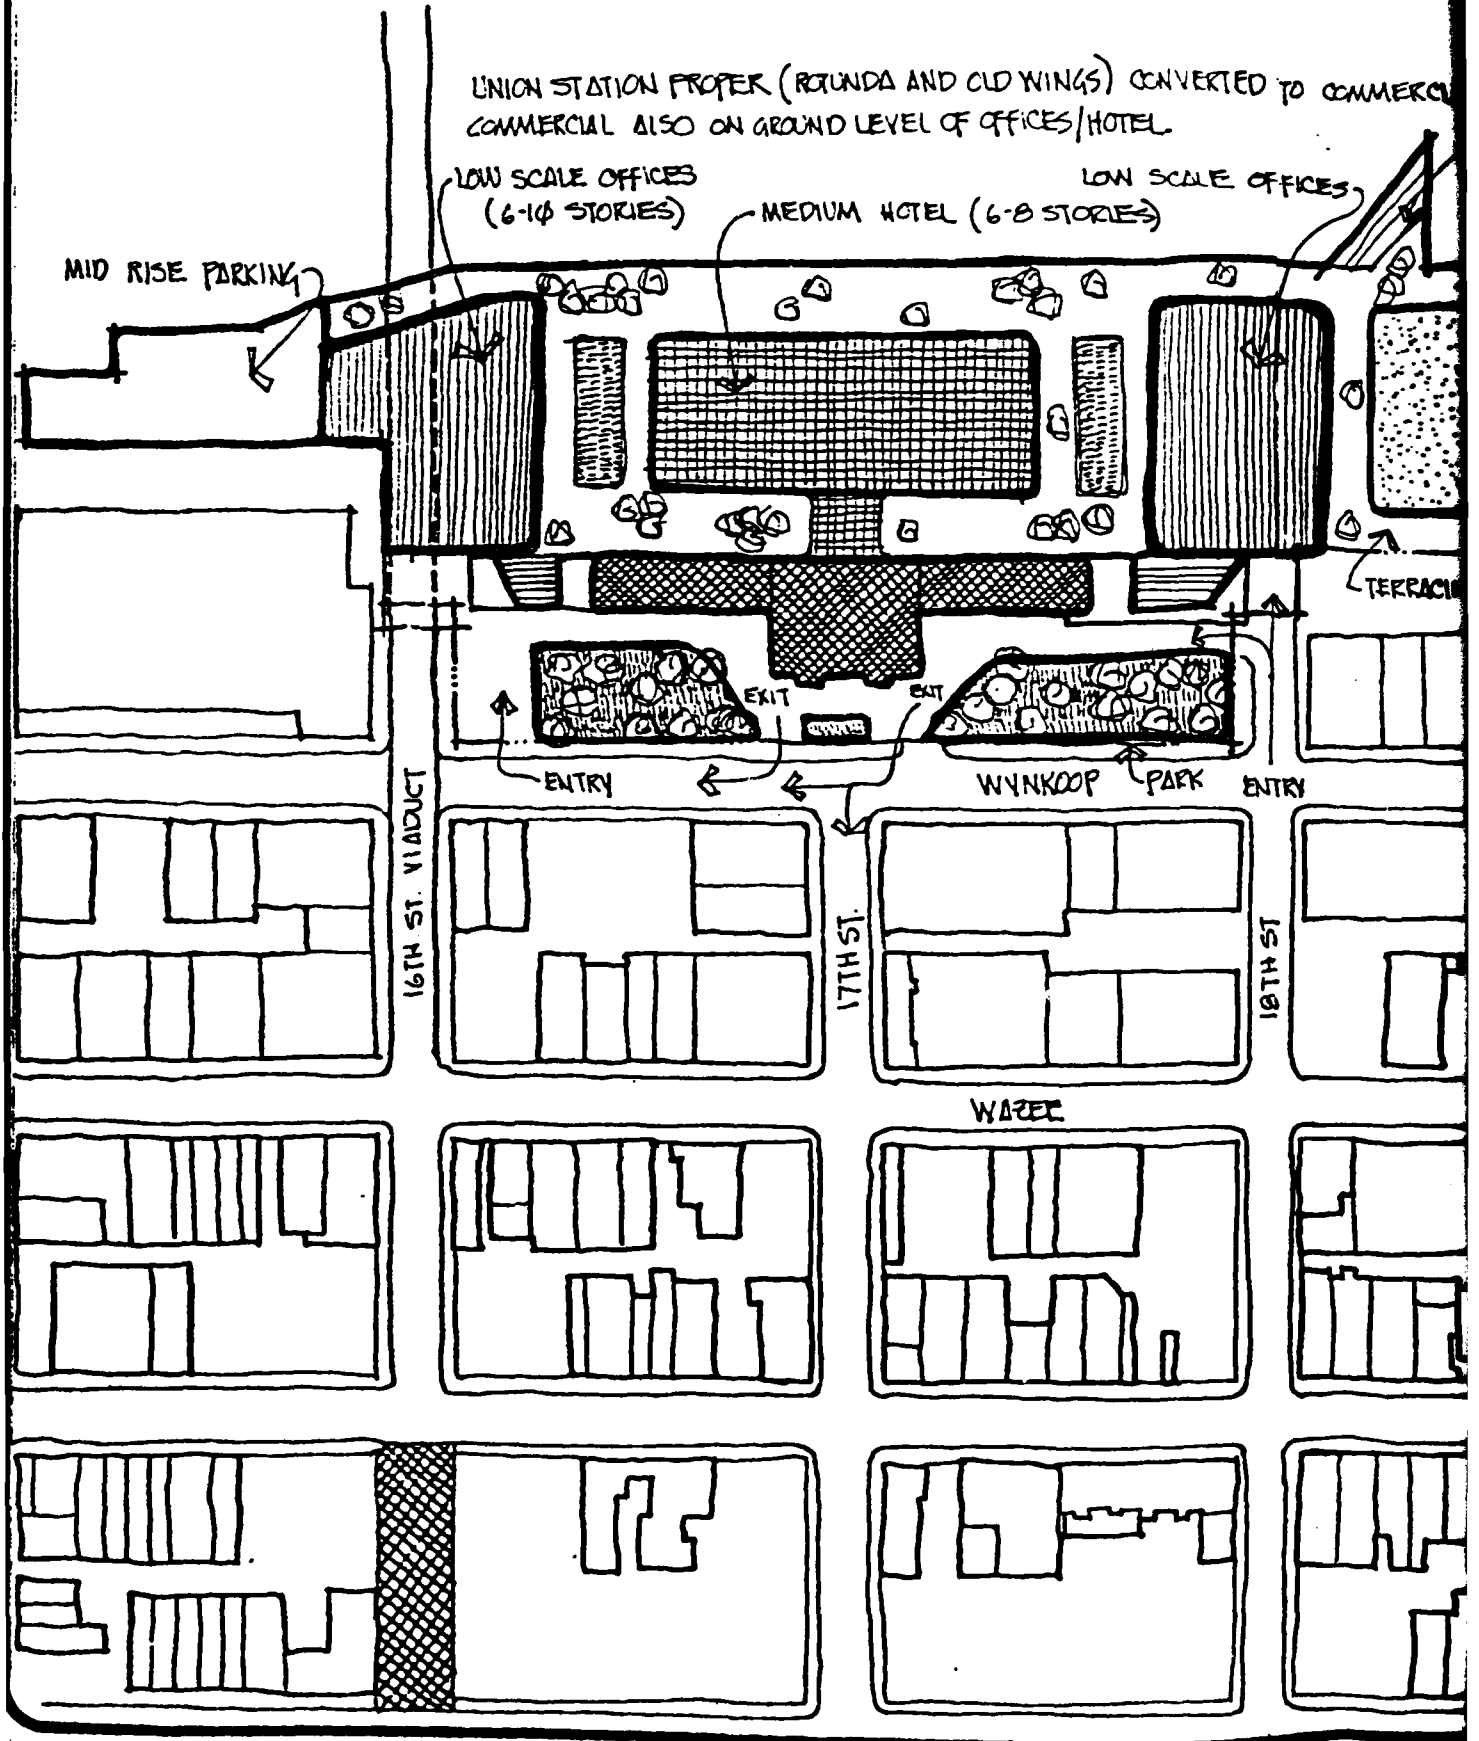 UNION STATION PROPER (ROTUNDA AND OLD WINGS) CONVERTED TO COMMERCI
COMMERCIAL ALSO ON GROUND LEVEL OF OFFICES/HOTEL.
LOW SCALE OFFICES
(6-10 STORIES)
LOW SCALE OFFICES
MEDIUM HOTEL (6-8 STORIES)
MID RISE PARKING
TERRACI
EXIT
EXIT
ENTRY
WYNKOOP
PARK
ENTRY
16TH ST. VIADUCT
17TH ST.
18TH ST
WAZEE